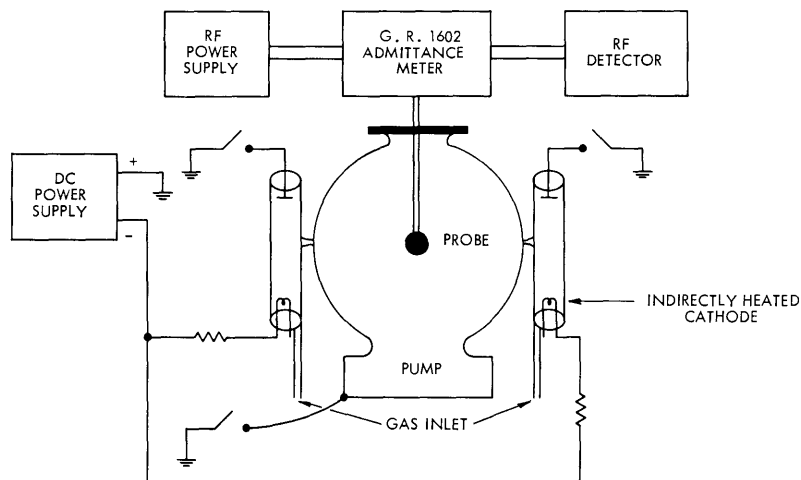 RF
POWER
SUPPLY
G. R. 1602
ADMITTANCE
METER
RF
DETECTOR
DC
POWER
SUPPLY
+
-
PROBE
INDIRECTLY HEATED
CATHODE
PUMP
GAS INLET